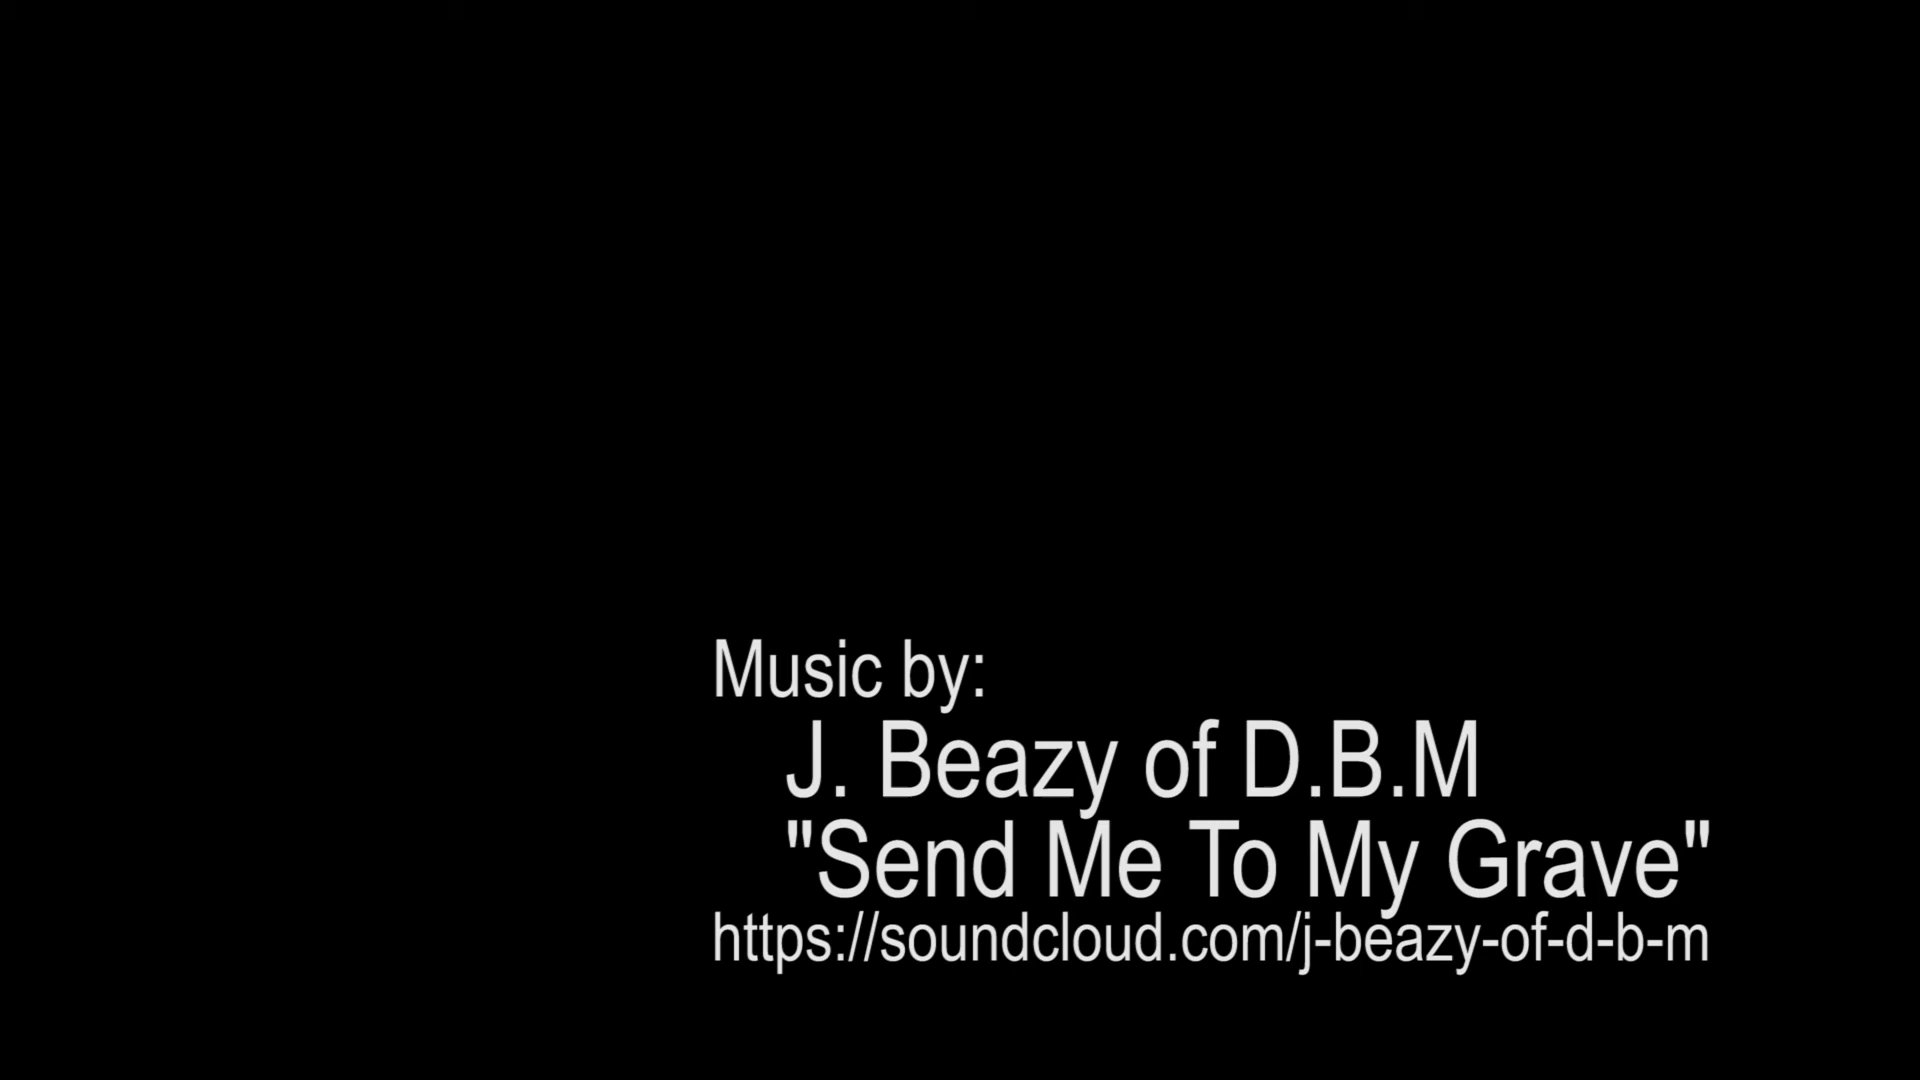 Music by:
J. Beazy of D.B.M
"Send Me To My Grave"
https://soundcloud.com/j-beazy-of-d-b-m